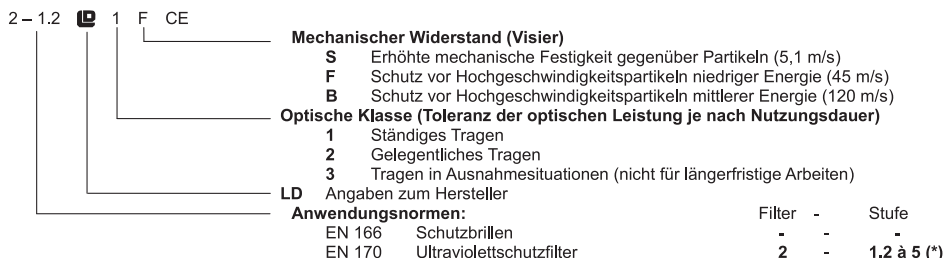 2 – 1.2 LD 1 F CE
Mechanischer Widerstand (Visier)
S Erhöhte mechanische Festigkeit gegenüber Partikeln (5,1 m/s)
F Schutz vor Hochgeschwindigkeitspartikeln niedriger Energie (45 m/s)
B Schutz vor Hochgeschwindigkeitspartikeln mittlerer Energie (120 m/s)
Optische Klasse (Toleranz der optischen Leistung je nach Nutzungsdauer)
1 Ständiges Tragen
2 Gelegentliches Tragen
3 Tragen in Ausnahmesituationen (nicht für längerfristige Arbeiten)
LD Angaben zum Hersteller
Anwendungsnormen: Filter - Stufe
EN 166 Schutzbrillen - - -
EN 170 Ultraviolettschutzfilter 2 - 1.2 à 5 (*)